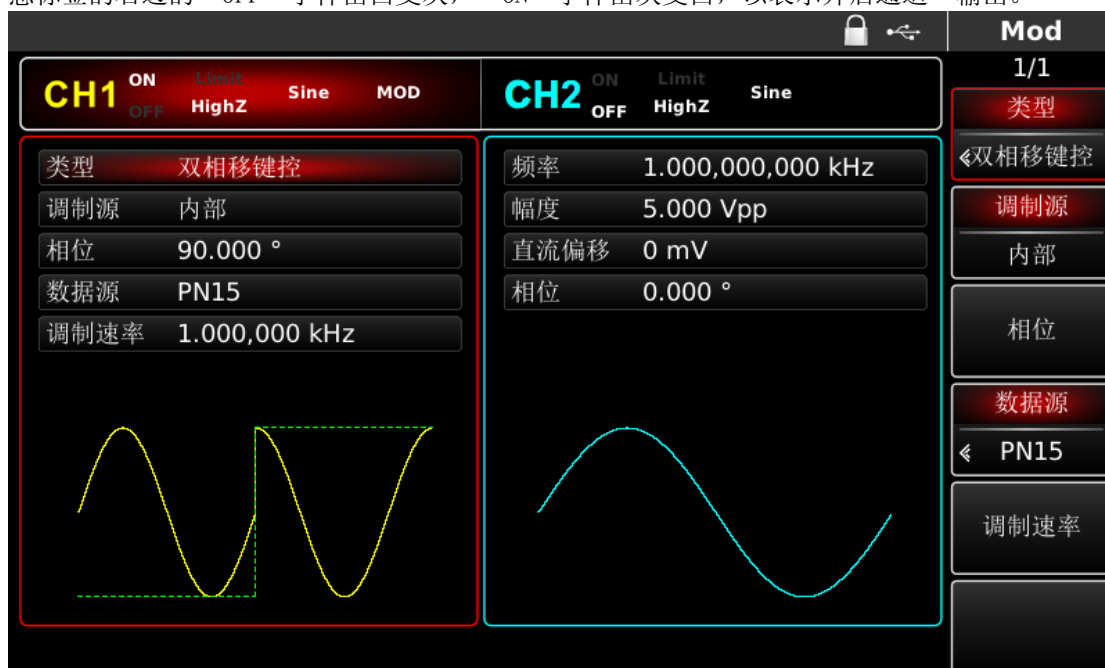 Mod
CH1 ON OFF Limit HighZ Sine MOD
CH2 ON OFF Limit HighZ Sine
1/1
类型
双相移键控
调制源
内部
相位
数据源
PN15
调制速率
类型 双相移键控
调制源 内部
相位 90.000 °
数据源 PN15
调制速率 1.000,000 kHz
频率 1.000,000,000 kHz
幅度 5.000 Vpp
直流偏移 0 mV
相位 0.000 °